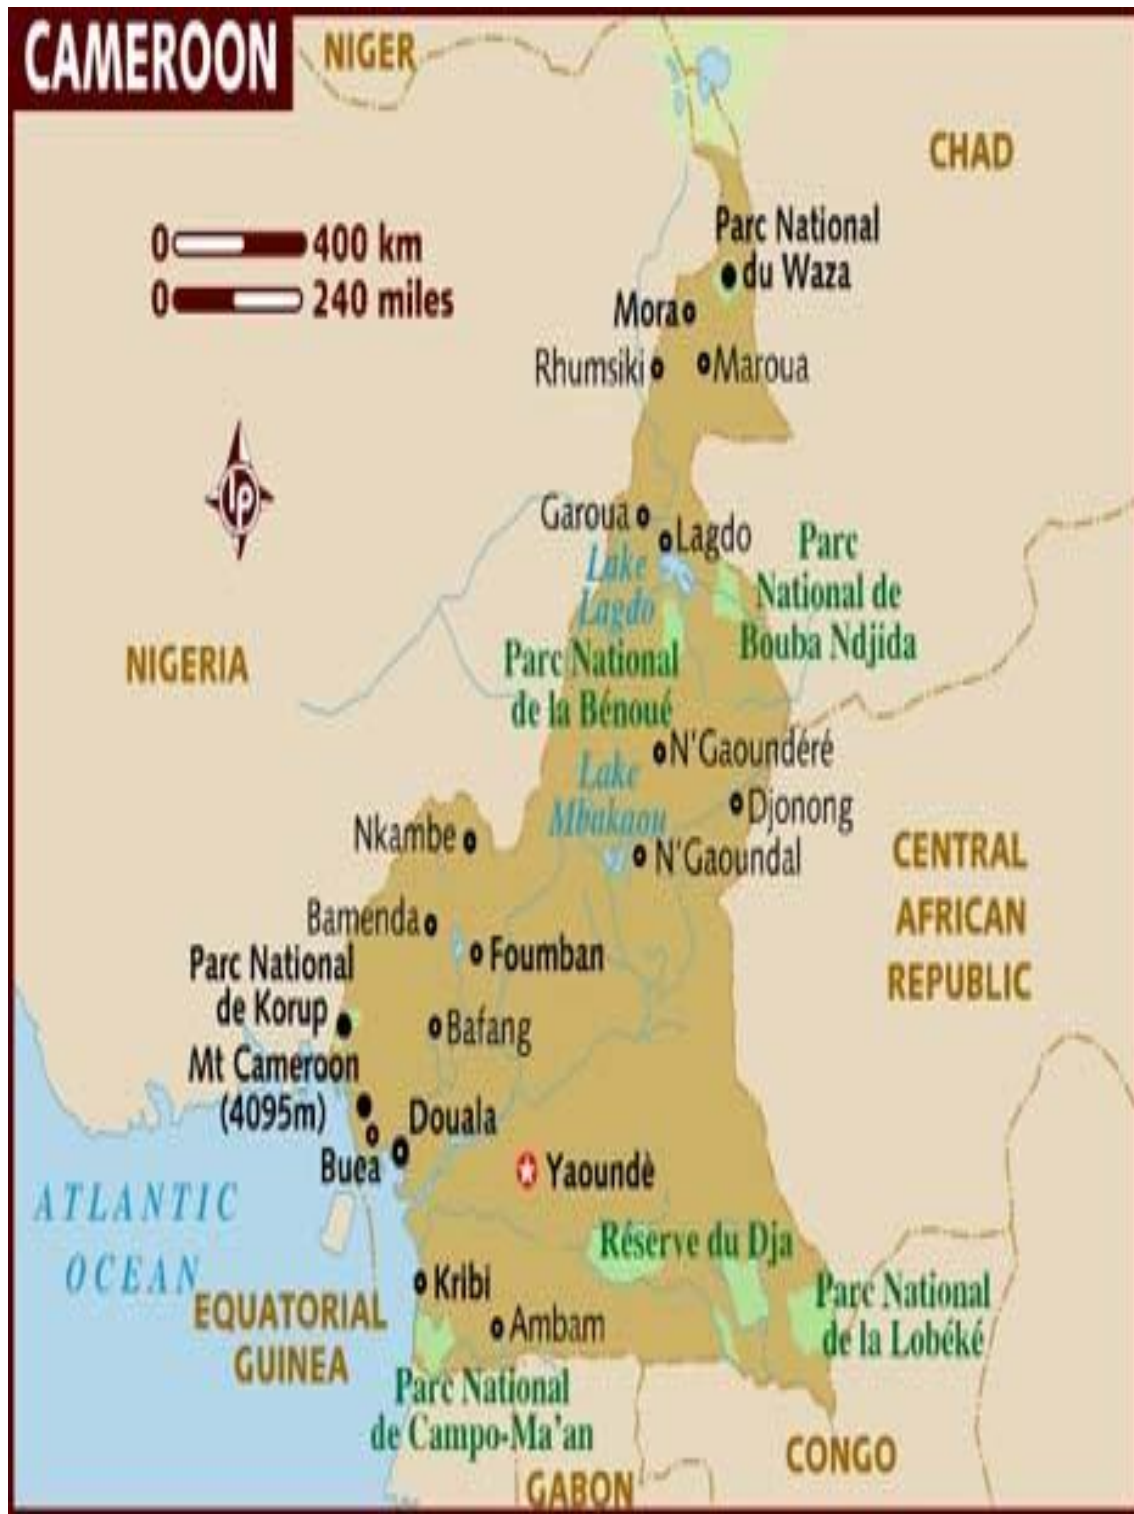 CAMEROON
NIGER
CHAD
0 400 km
0 240 miles
Parc National
du Waza
Mora
Rhumsiki
Maroua
lp
Garoua
Lagdo
Lake
Lagdo
Parc
National de
Bouba Ndjida
NIGERIA
Parc National
de la Bénoué
N'Gaoundéré
Lake
Mbakaou
Djonong
Nkambe
N'Gaoundal
CENTRAL
AFRICAN
REPUBLIC
Bamenda
Foumban
Parc National
de Korup
Bafang
Mt Cameroon
(4095m)
Douala
Buea
Yaoundè
ATLANTIC
OCEAN
Réserve du Dja
Kribi
EQUATORIAL
GUINEA
Ambam
Parc National
de la Lobéké
Parc National
de Campo-Ma'an
CONGO
GABON